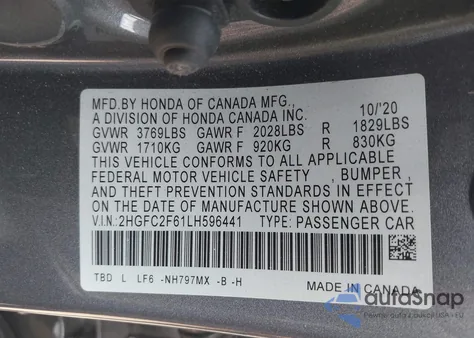 MFD.BY HONDA OF CANADA MFG., 10/'20
A DIVISION OF HONDA CANADA INC.
GVWR 3769LBS GAWR F 2028LBS R 1829LBS
GVWR 1710KG GAWR F 920KG R 830KG
THIS VEHICLE CONFORMS TO ALL APPLICABLE
FEDERAL MOTOR VEHICLE SAFETY , BUMPER ,
AND THEFT PREVENTION STANDARDS IN EFFECT
ON THE DATE OF MANUFACTURE SHOWN ABOVE.
V.I.N: 2HGFC2F61LH596441 TYPE: PASSENGER CAR
TBD L LF6 -NH797MX -B -H
MADE IN CANADA
autoSnap